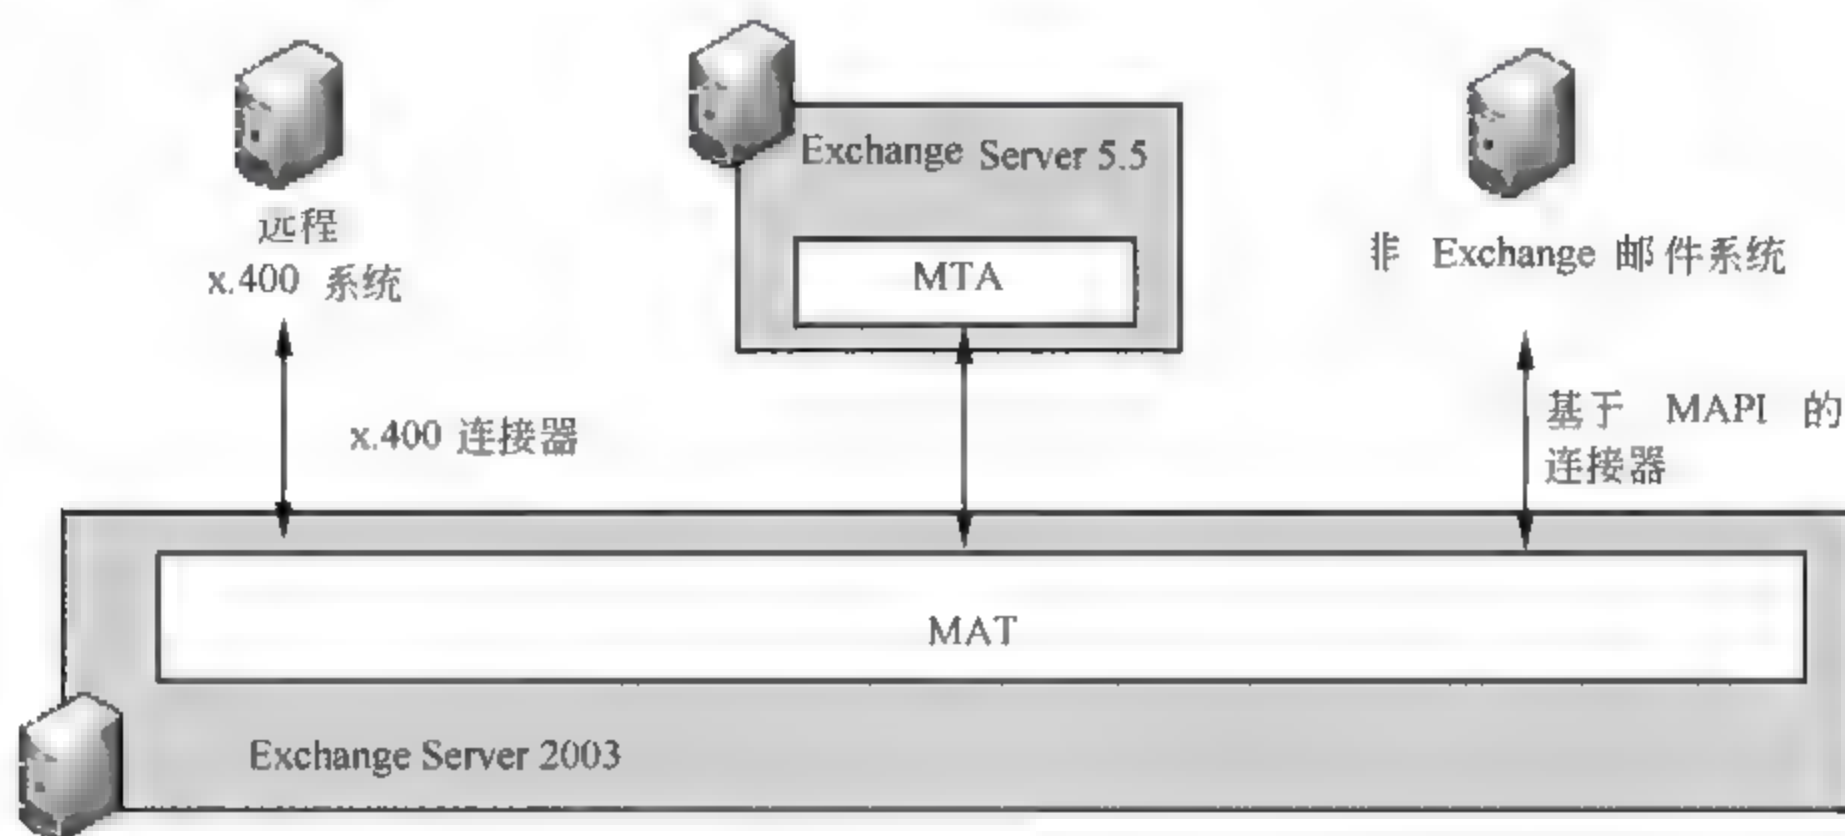 Exchange Server 5.5
远程
x.400 系统
MTA
非 Exchange 邮件系统
x.400 连接器
基于 MAPI 的
连接器
MAT
Exchange Server 2003